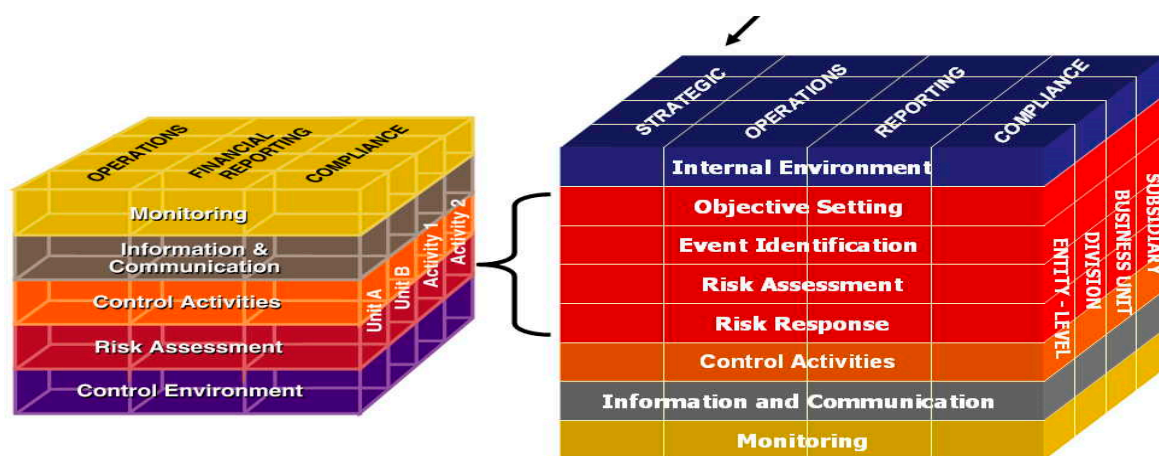 OPERATIONS
FINANCIAL
REPORTING
COMPLIANCE
Monitoring
Information &
Communication
Control Activities
Risk Assessment
Control Environment
Unit A
Unit B
Activity 1
Activity 2
STRATEGIC
OPERATIONS
REPORTING
COMPLIANCE
Internal Environment
Objective Setting
Event Identification
Risk Assessment
Risk Response
Control Activities
Information and Communication
Monitoring
ENTITY - LEVEL
DIVISION
BUSINESS UNIT
SUBSIDIARY